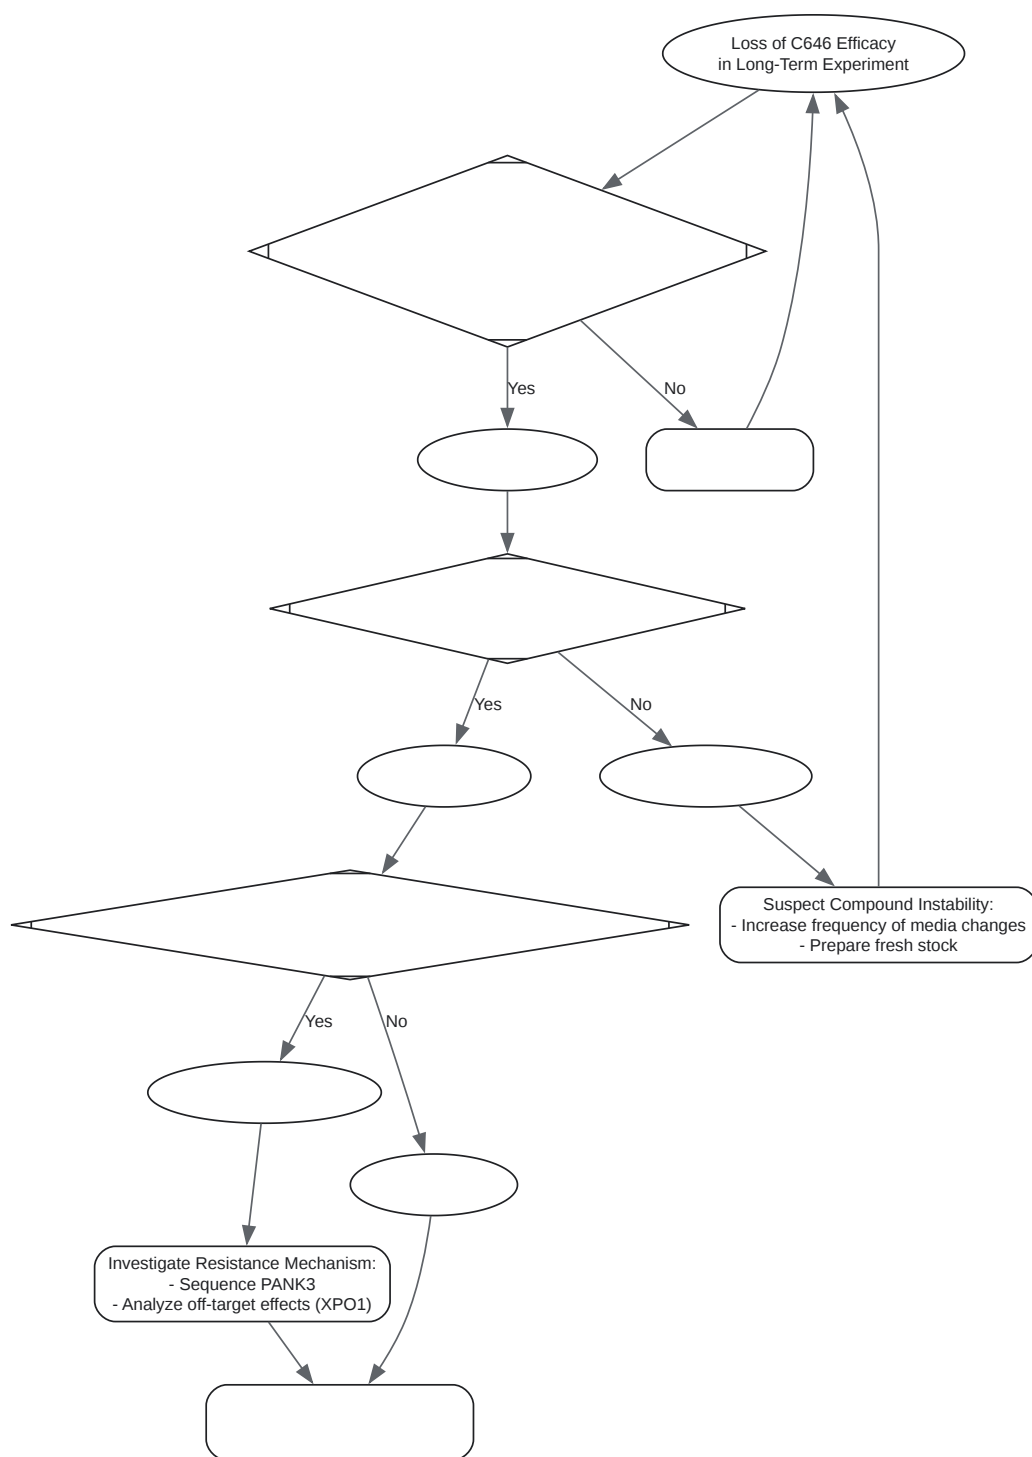 Loss of C646 Efficacy
in Long-Term Experiment
Yes
No
Yes
No
Suspect Compound Instability:
- Increase frequency of media changes
- Prepare fresh stock
Yes
No
Investigate Resistance Mechanism:
- Sequence PANK3
- Analyze off-target effects (XPO1)